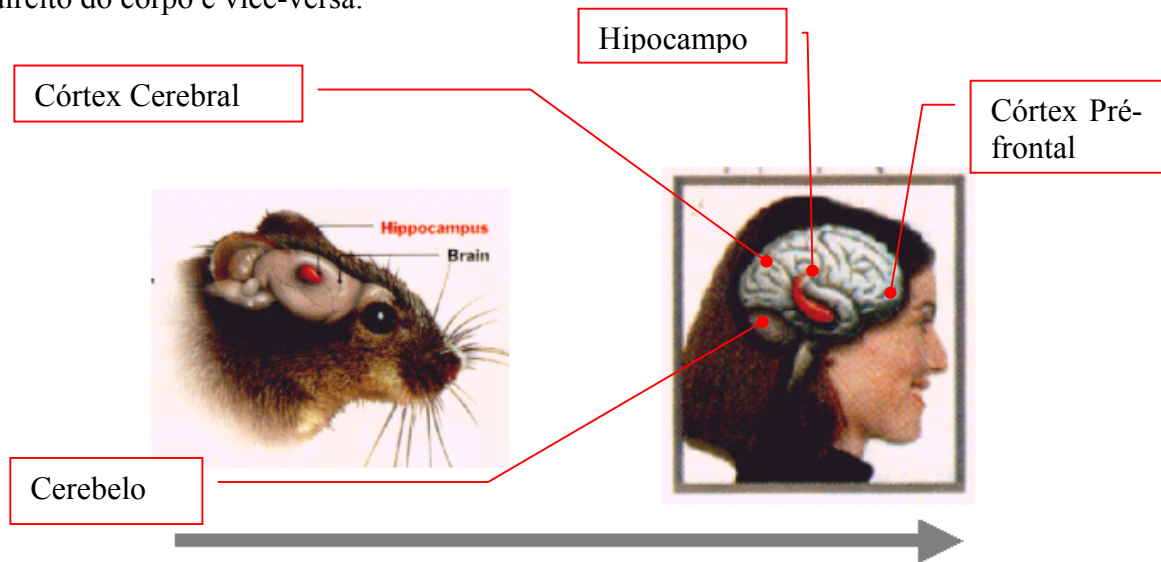 direito do corpo e vice-versa.
Hipocampo
Córtex Cerebral
Córtex Pré-
frontal
Hippocampus
Brain
Cerebelo